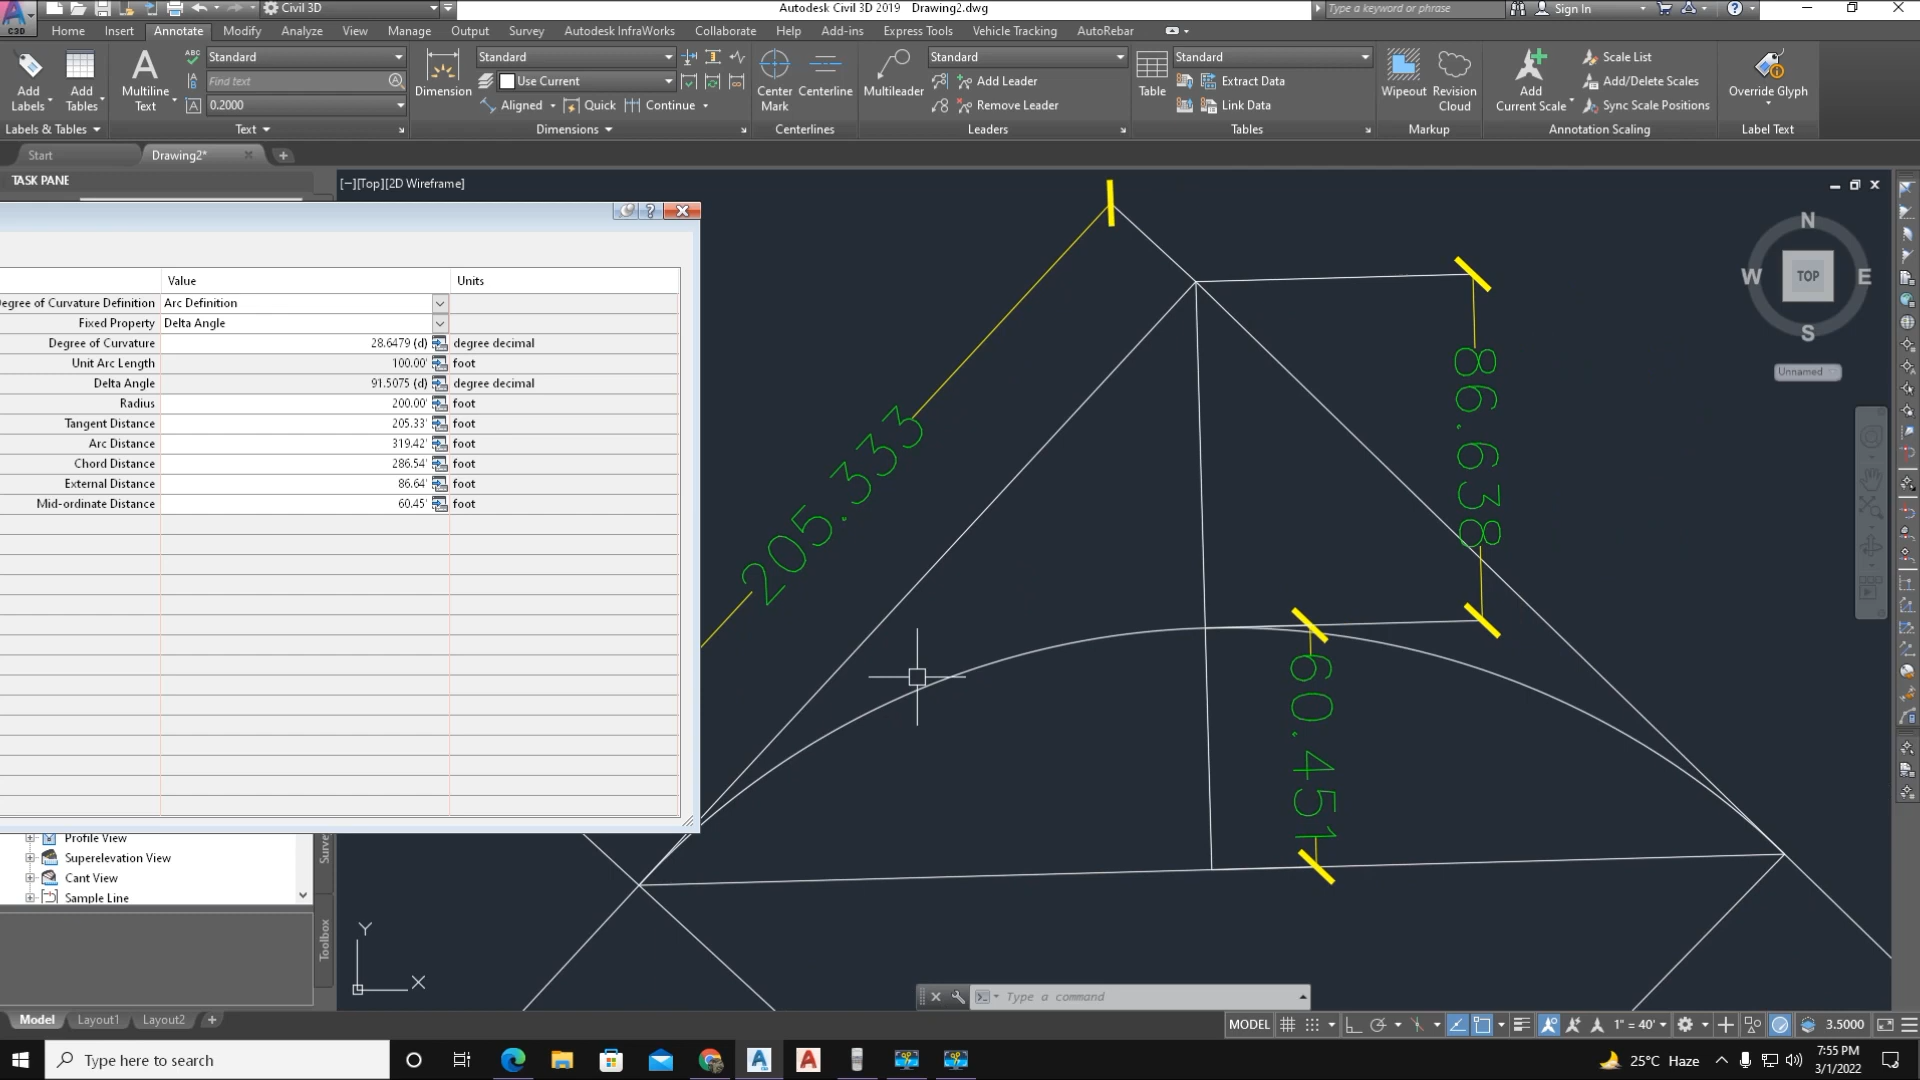 Civil 3D
Autodesk Civil 3D 2019 Drawing2.dwg
Type a keyword or phrase
Sign In
C3D
Home Insert Annotate Modify Analyze View Manage Output Survey Autodesk InfraWorks Collaborate Help Add-ins Express Tools Vehicle Tracking AutoRebar
Add Labels
Add Tables
Labels & Tables
Multiline Text
ABC
Standard
Find text
0.2000
Text
Dimension
Standard
Use Current
Aligned Quick Continue
Dimensions
Center Mark
Centerline
Centerlines
Multileader
Standard
Add Leader
Remove Leader
Leaders
Table
Standard
Extract Data
Link Data
Tables
Wipeout
Revision Cloud
Markup
Add Current Scale
Scale List
Add/Delete Scales
Sync Scale Positions
Annotation Scaling
Override Glyph
Label Text
Start
Drawing2*
TASK PANE
[−][Top][2D Wireframe]
Value Units
egree of Curvature Definition Arc Definition
Fixed Property Delta Angle
Degree of Curvature 28.6479 (d) degree decimal
Unit Arc Length 100.00' foot
Delta Angle 91.5075 (d) degree decimal
Radius 200.00' foot
Tangent Distance 205.33' foot
Arc Distance 319.42' foot
Chord Distance 286.54' foot
External Distance 86.64' foot
Mid-ordinate Distance 60.45' foot
205.333
86.638
60.451
N
W TOP E
S
Unnamed
Profile View
Superelevation View
Cant View
Sample Line
Surve
Toolbox
Y
X
Type a command
Model Layout1 Layout2
MODEL
1" = 40'
3.5000
Type here to search
25°C Haze
7:55 PM
3/1/2022